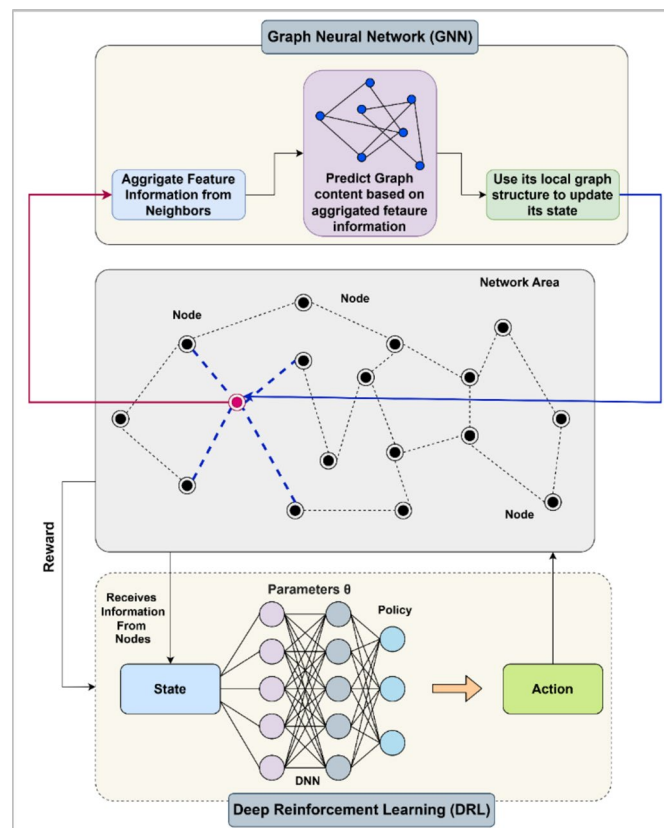 Graph Neural Network (GNN)
Aggrigate Feature
Information from
Neighbors
Predict Graph
content based on
aggrigated fetaure
information
Use its local graph
structure to update
its state
Network Area
Node
Node
Node
Reward
Receives
Information
From
Nodes
Parameters θ
Policy
State
Action
DNN
Deep Reinforcement Learning (DRL)